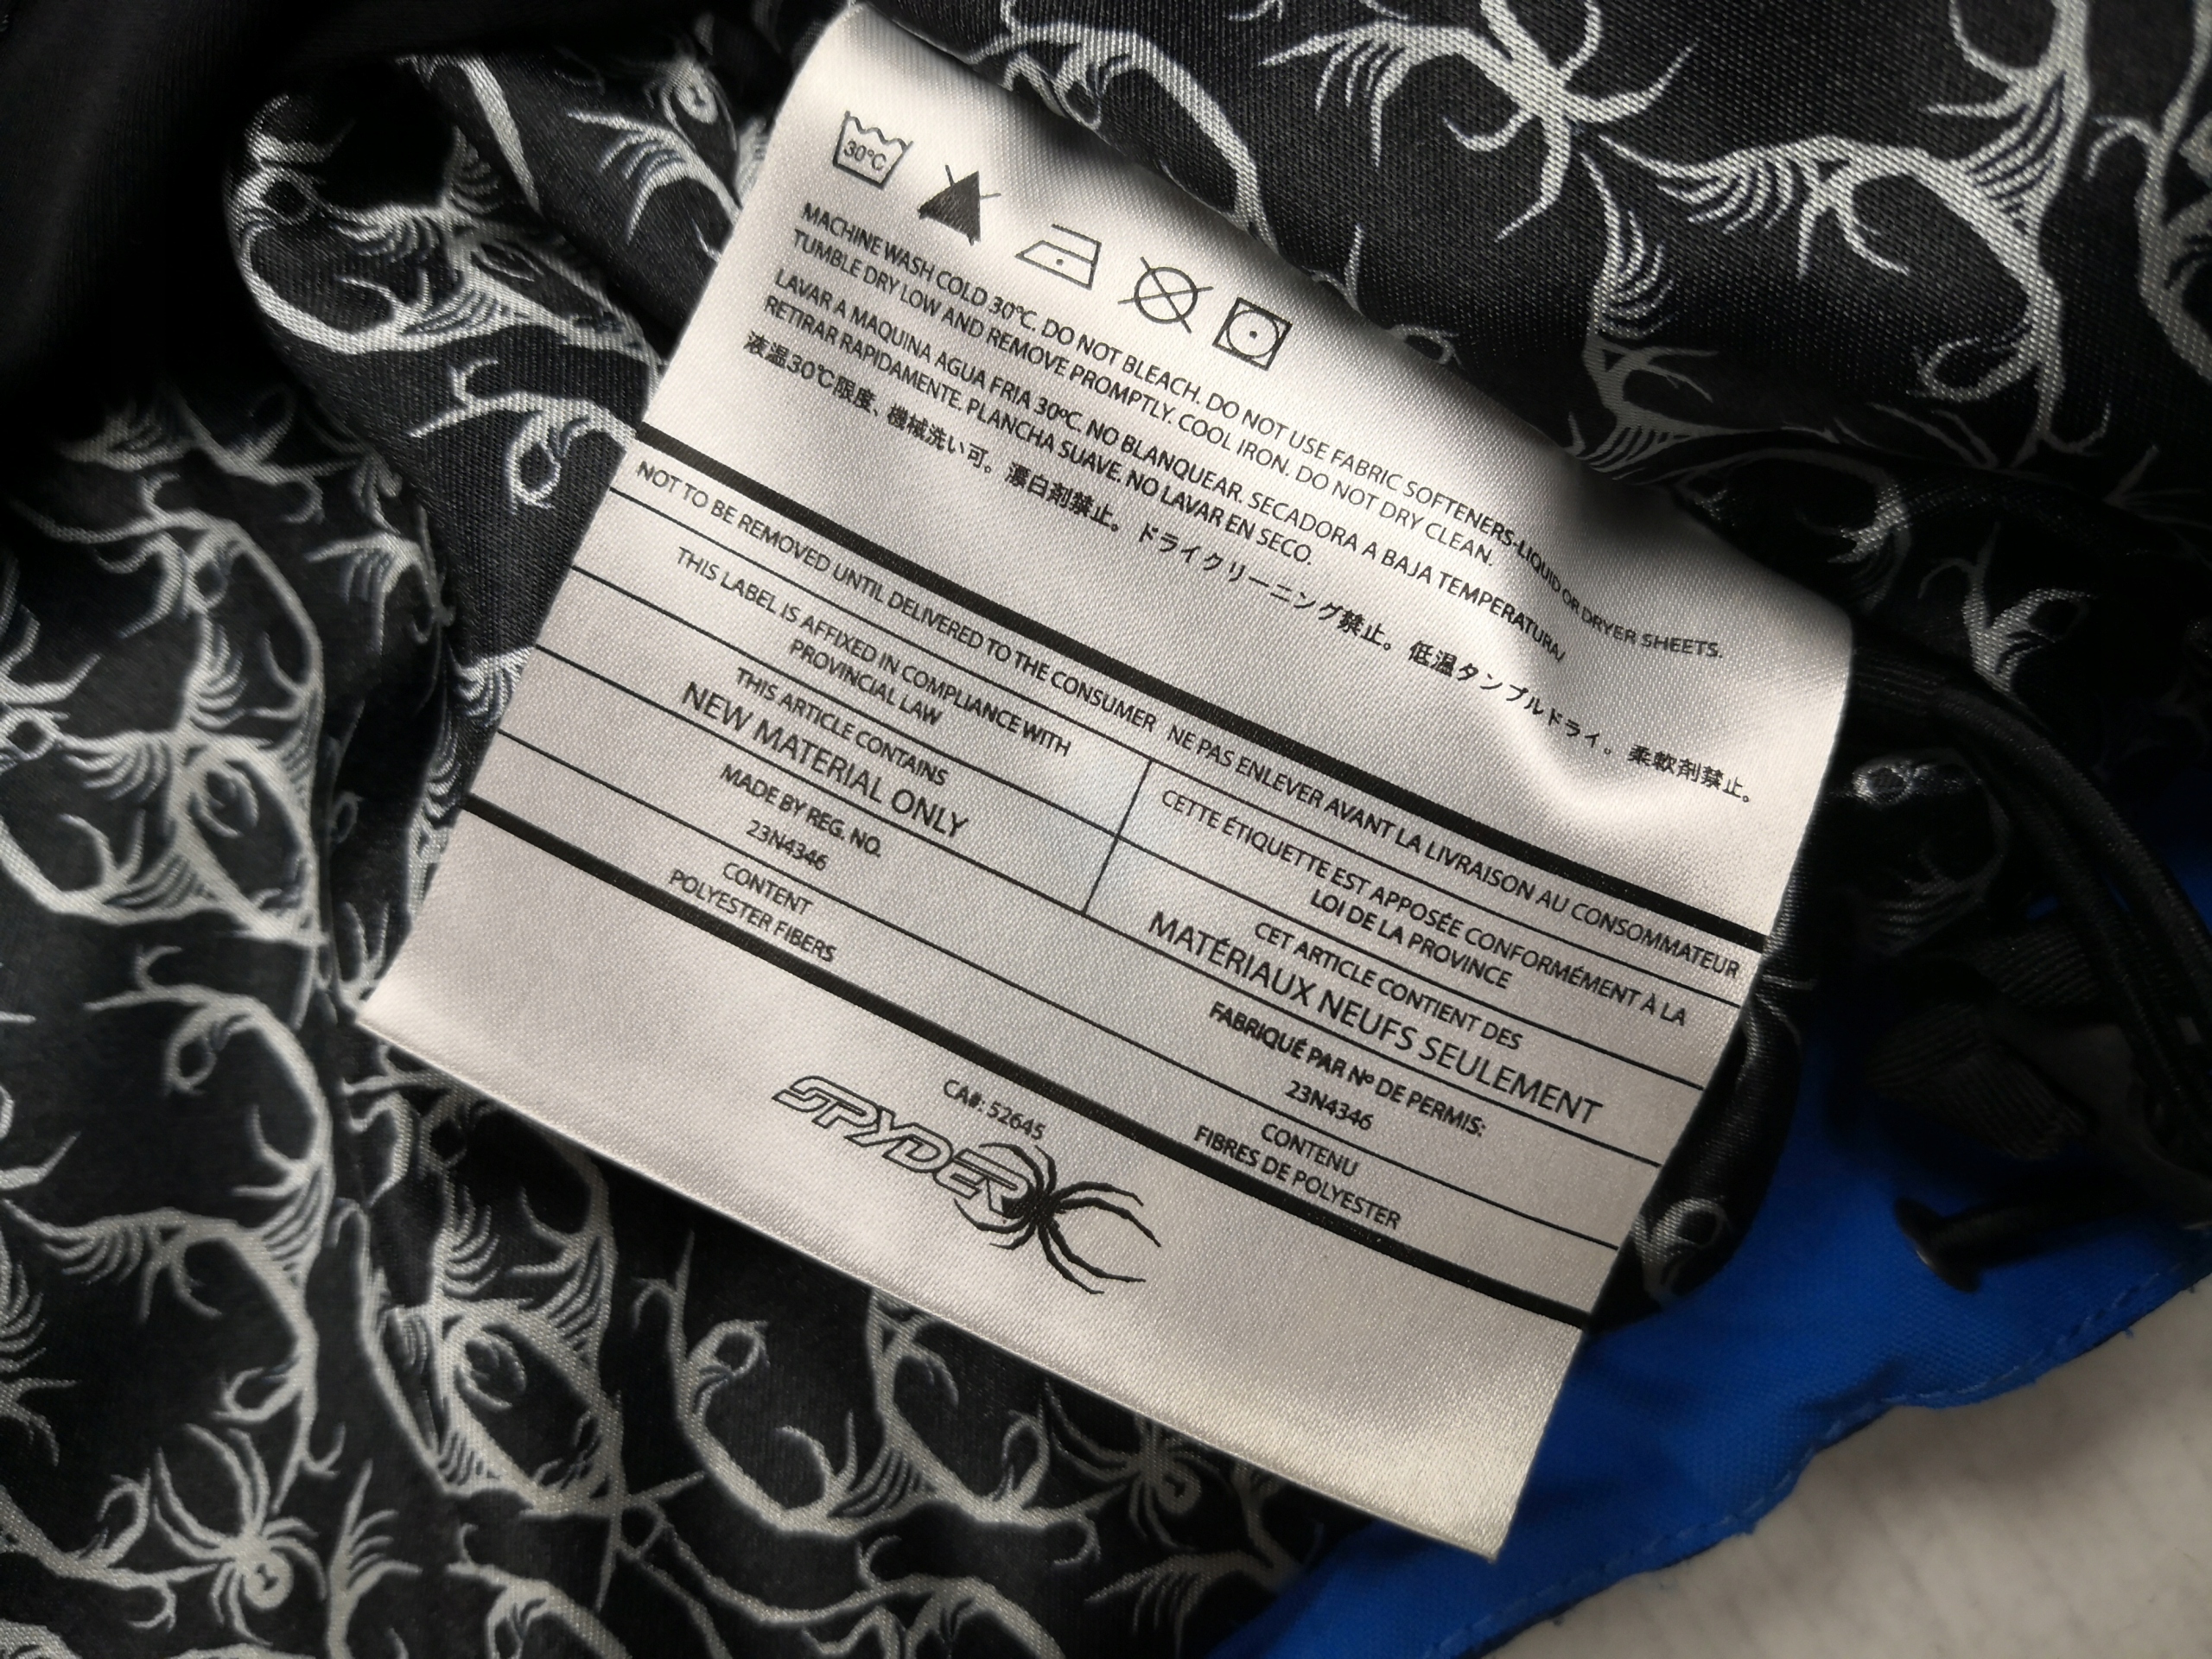 30°C
MACHINE WASH COLD 30°C. DO NOT BLEACH. DO NOT USE FABRIC SOFTENERS-LIQUID OR DRYER SHEETS.
TUMBLE DRY LOW AND REMOVE PROMPTLY. COOL IRON. DO NOT DRY CLEAN.
LAVAR A MAQUINA AGUA FRIA 30ºC. NO BLANQUEAR. SECADORA A BAJA TEMPERATURA/
RETIRAR RAPIDAMENTE. PLANCHA SUAVE. NO LAVAR EN SECO.
液温30℃限度、機械洗い可。漂白剤禁止。ドライクリーニング禁止。低温タンブルドライ。柔軟剤禁止。
NOT TO BE REMOVED UNTIL DELIVERED TO THE CONSUMER NE PAS ENLEVER AVANT LA LIVRAISON AU CONSOMMATEUR
THIS LABEL IS AFFIXED IN COMPLIANCE WITH
PROVINCIAL LAW
CETTE ÉTIQUETTE EST APPOSÉE CONFORMÉMENT À LA
LOI DE LA PROVINCE
THIS ARTICLE CONTAINS
NEW MATERIAL ONLY
CET ARTICLE CONTIENT DES
MATÉRIAUX NEUFS SEULEMENT
MADE BY REG. NO.
23N4346
FABRIQUÉ PAR Nº DE PERMIS:
23N4346
CONTENT
POLYESTER FIBERS
CONTENU
FIBRES DE POLYESTER
CA#: 52645
SPYDER